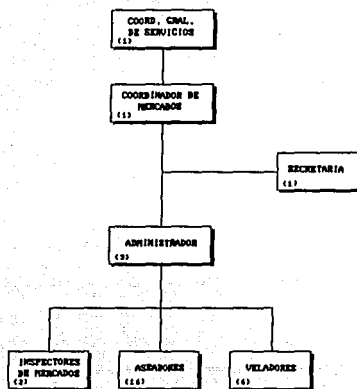 COORD. GRAL.
DE SERVICIOS
(1)
COORDINADOR DE
MERCADOS
(1)
SECRETARIA
(1)
ADMINISTRADOR
(3)
INSPECTORES
DE MERCADOS
(2)
ASEADORES
(16)
VELADORES
(6)